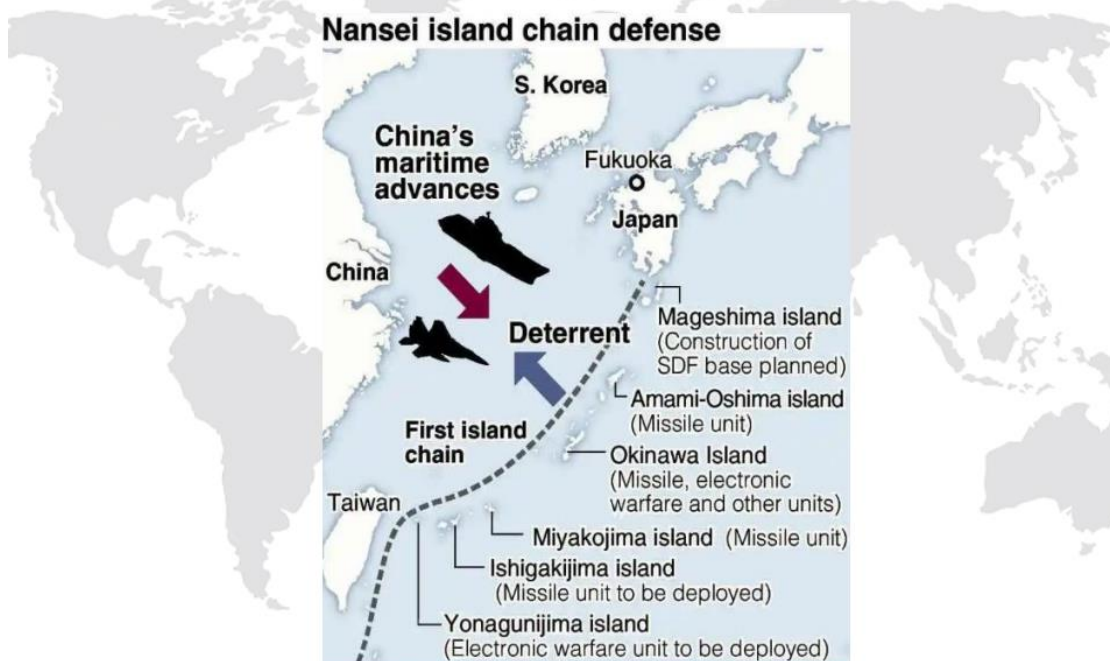 Nansei island chain defense
S. Korea
China's
maritime
advances
Fukuoka
Japan
China
Deterrent
Mageshima island
(Construction of
SDF base planned)
Amami-Oshima island
(Missile unit)
First island
chain
Okinawa Island
(Missile, electronic
warfare and other units)
Taiwan
Miyakojima island (Missile unit)
Ishigakijima island
(Missile unit to be deployed)
Yonagunijima island
(Electronic warfare unit to be deployed)